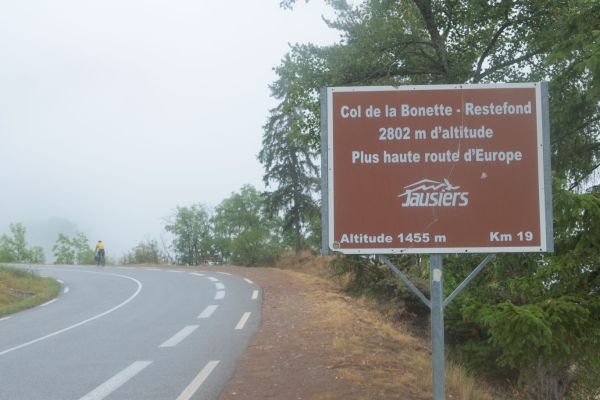 Col de la Bonette - Restefond
2802 m d'altitude
Plus haute route d'Europe
Jausiers
Altitude 1455 m Km 19